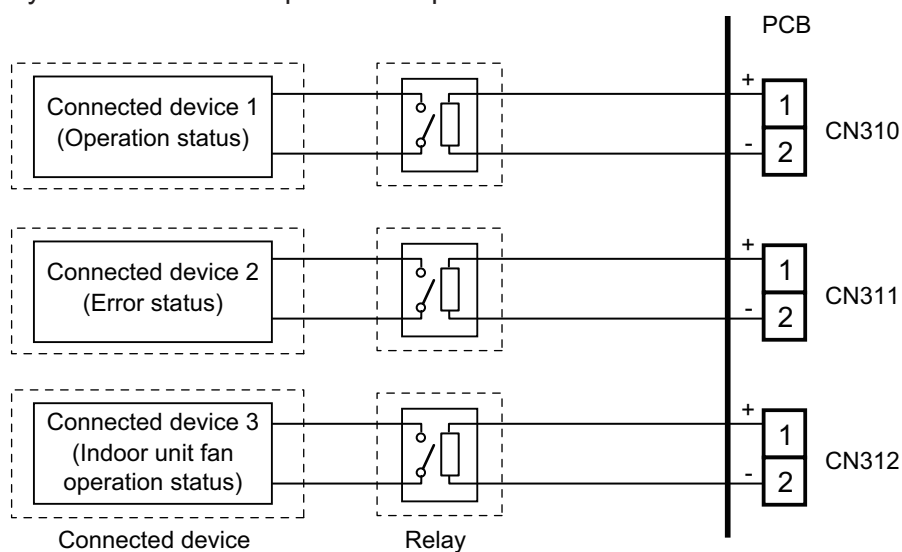 PCB
Connected device 1
(Operation status)
+
1
-
2
CN310
Connected device 2
(Error status)
+
1
-
2
CN311
Connected device 3
(Indoor unit fan
operation status)
+
1
-
2
CN312
Connected device
Relay